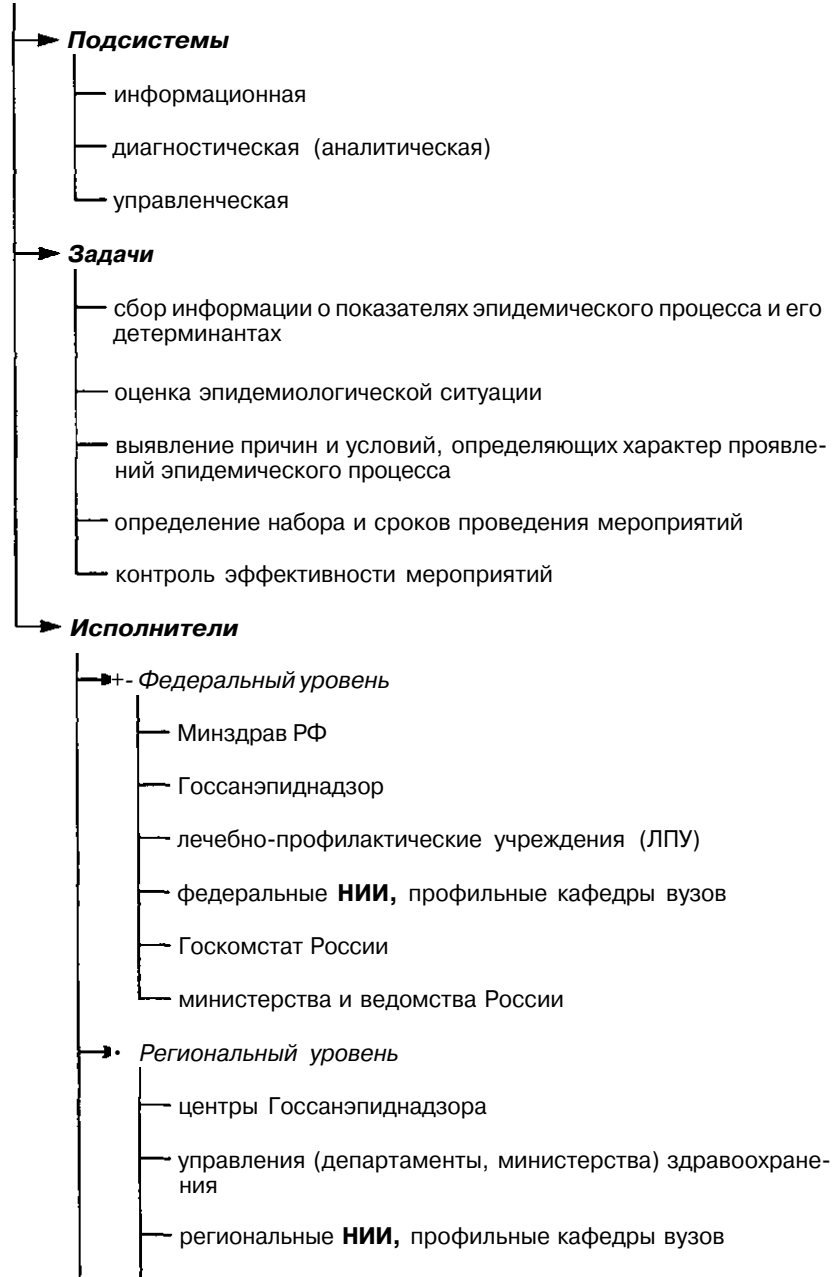 Подсистемы
информационная
диагностическая (аналитическая)
управленческая
Задачи
сбор информации о показателях эпидемического процесса и его
детерминантах
оценка эпидемиологической ситуации
выявление причин и условий, определяющих характер проявле-
ний эпидемического процесса
определение набора и сроков проведения мероприятий
контроль эффективности мероприятий
Исполнители
+- Федеральный уровень
Минздрав РФ
Госсанэпиднадзор
лечебно-профилактические учреждения (ЛПУ)
федеральные НИИ, профильные кафедры вузов
Госкомстат России
министерства и ведомства России
• Региональный уровень
центры Госсанэпиднадзора
управления (департаменты, министерства) здравоохране-
ния
региональные НИИ, профильные кафедры вузов